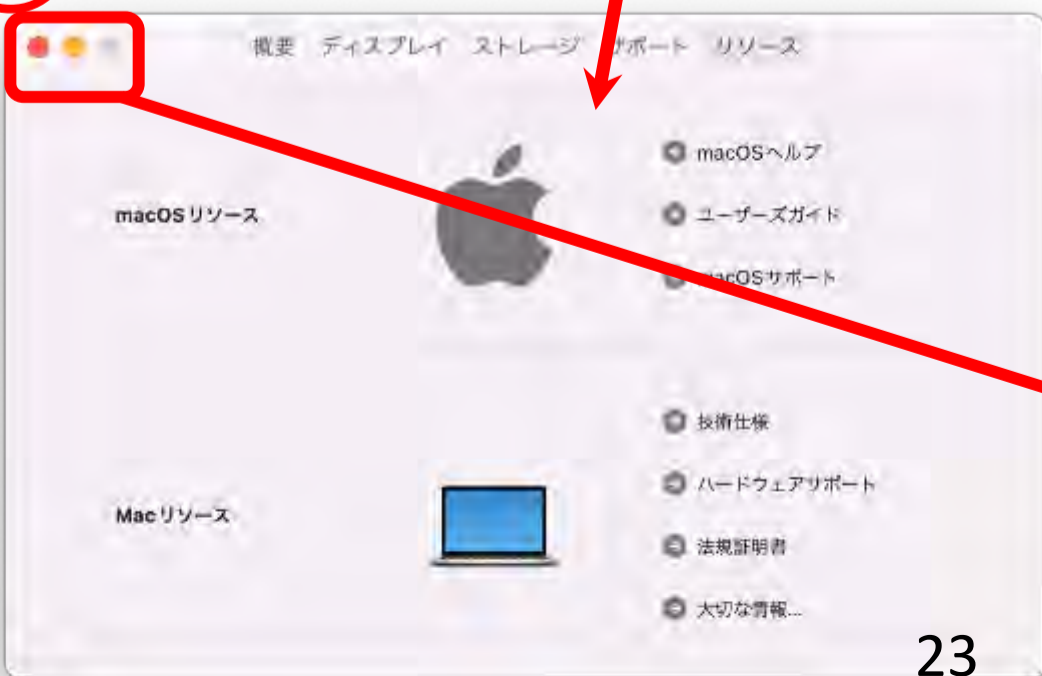 概要 ディスプレイ ストレージ サポート リソース
macOSヘルプ
macOSリソース
ユーザーズガイド
macOSサポート
技術仕様
ハードウェアサポート
Macリソース
法規証明書
大切な情報...
23